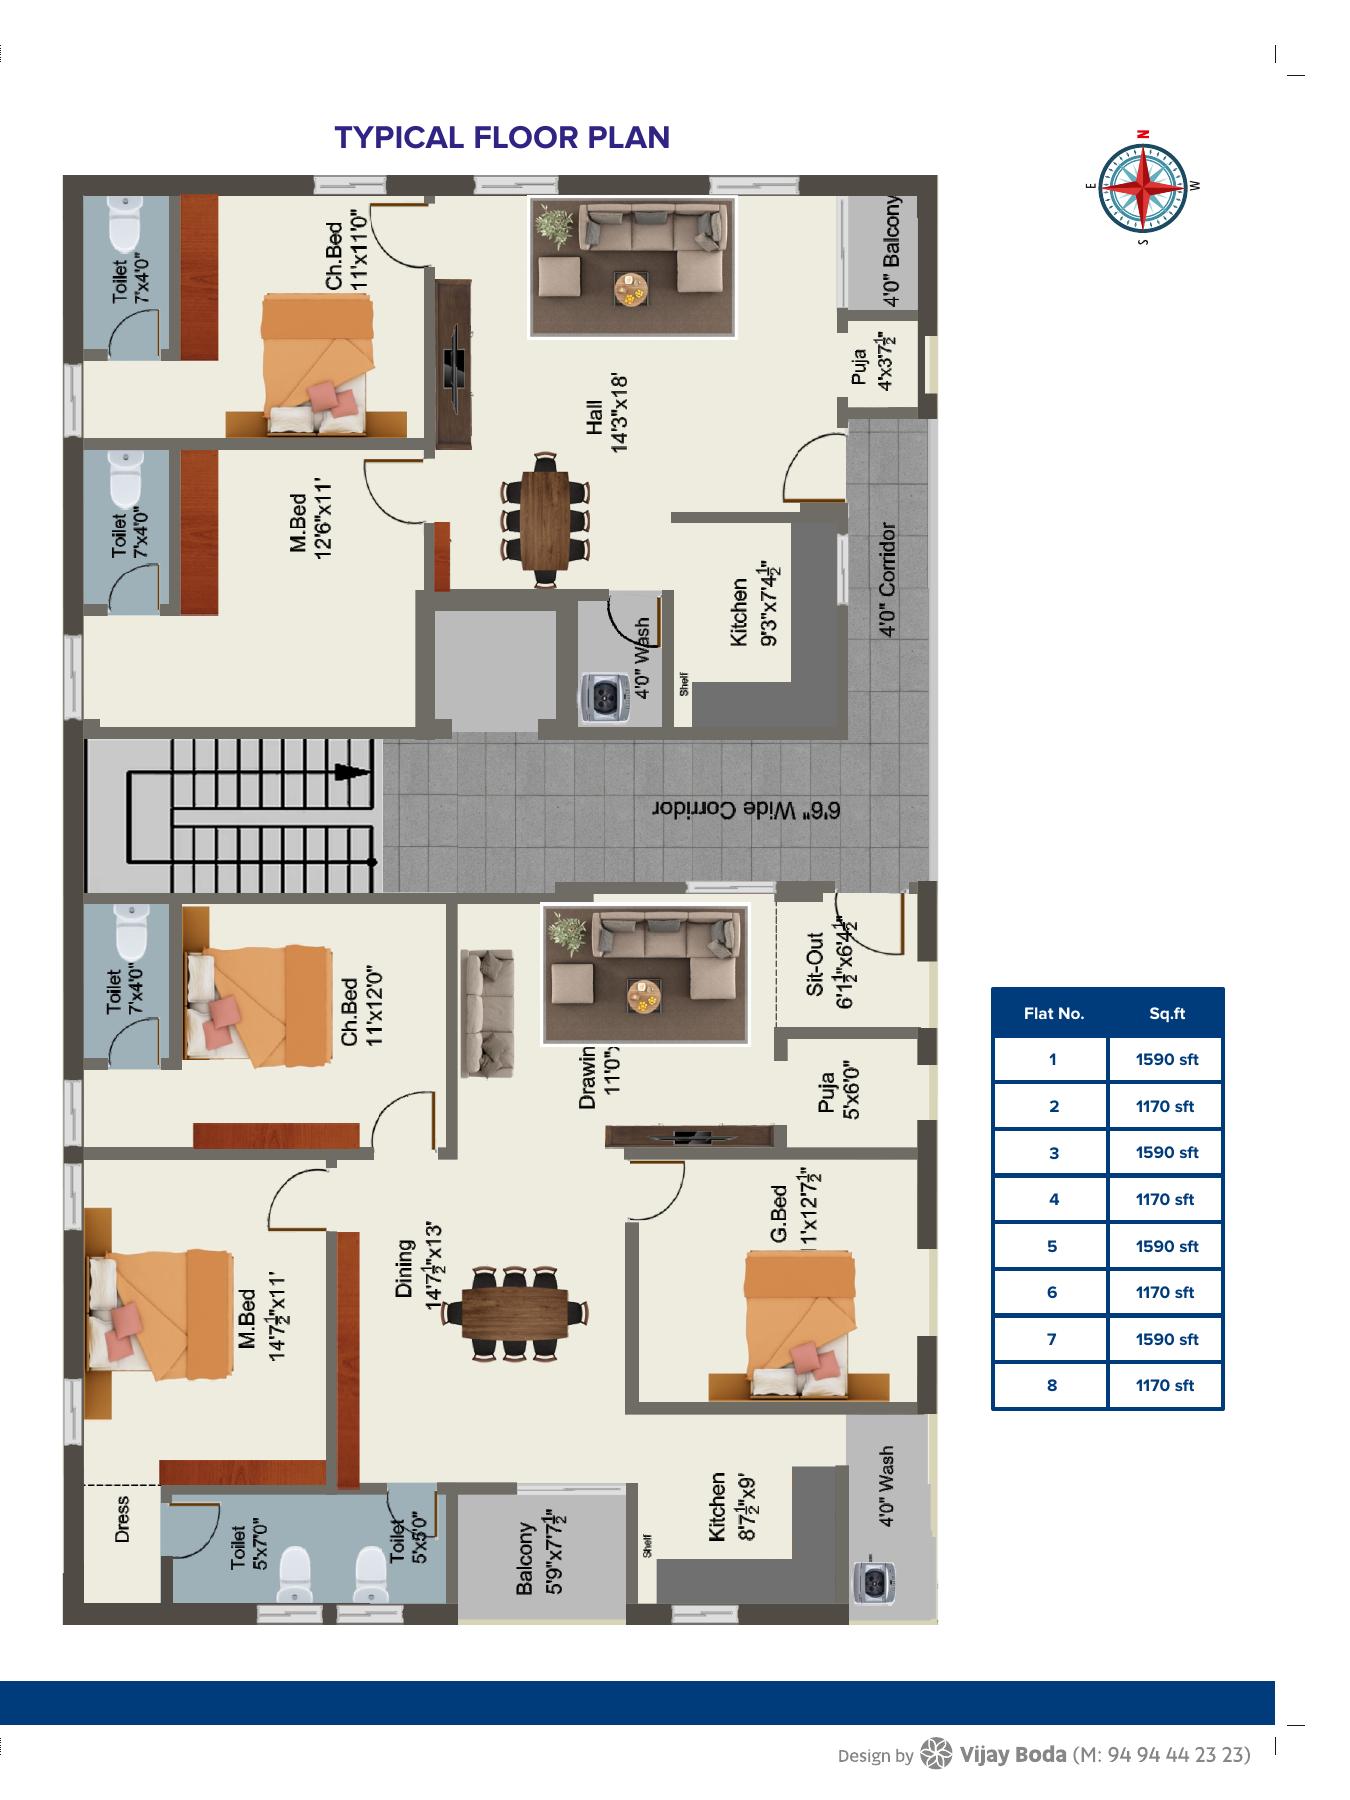 TYPICAL FLOOR PLAN
N
E
W
S
Toilet
7'x4'0"
Ch.Bed
11'x11'0"
4'0" Balcony
Puja
4'x3'7½"
Hall
14'3"x18'
Toilet
7'x4'0"
M.Bed
12'6"x11'
4'0" Corridor
Kitchen
9'3"x7'4½"
4'0" Wash
Shelf
6'6" Wide Corridor
Toilet
7'x4'0"
Ch.Bed
11'x12'0"
Sit-Out
6'1½"x6'4½"
Drawin
11'0"
Puja
5'x6'0"
G.Bed
11'x12'7½"
Dining
14'7½"x13'
M.Bed
14'7½"x11'
Dress
Toilet
5'x7'0"
Toilet
5'x5'0"
Balcony
5'9"x7'7½"
Shelf
Kitchen
8'7½"x9'
4'0" Wash
Flat No. Sq.ft
1 1590 sft
2 1170 sft
3 1590 sft
4 1170 sft
5 1590 sft
6 1170 sft
7 1590 sft
8 1170 sft
Design by Vijay Boda (M: 94 94 44 23 23)